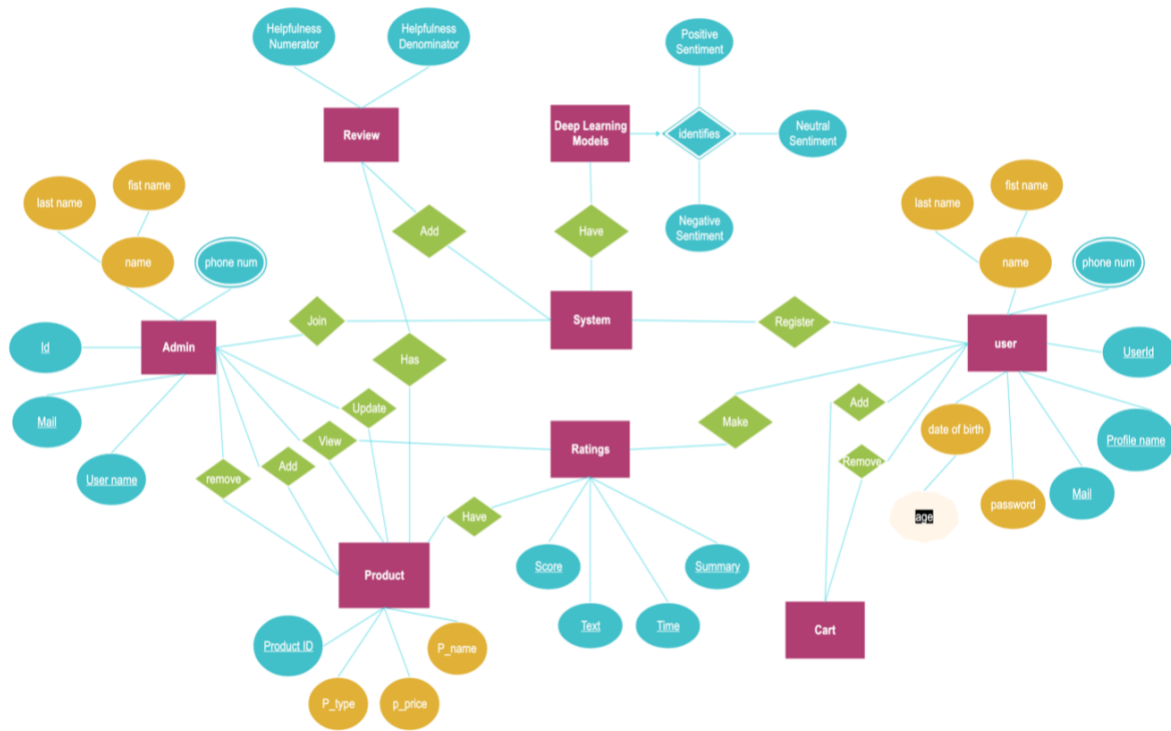 Helpfulness
Numerator
Helpfulness
Denominator
Positive
Sentiment
Review
Deep Learning
Models
identifies
Neutral
Sentiment
Negative
Sentiment
last name
fist name
name
phone num
Add
Have
last name
fist name
name
phone num
Id
Admin
Join
System
Register
user
UserId
Mail
User name
Has
Update
View
Add
remove
Make
Add
Remove
date of birth
Profile name
Mail
password
age
Ratings
Have
Score
Text
Time
Summary
Product
Product ID
P_type
p_price
P_name
Cart